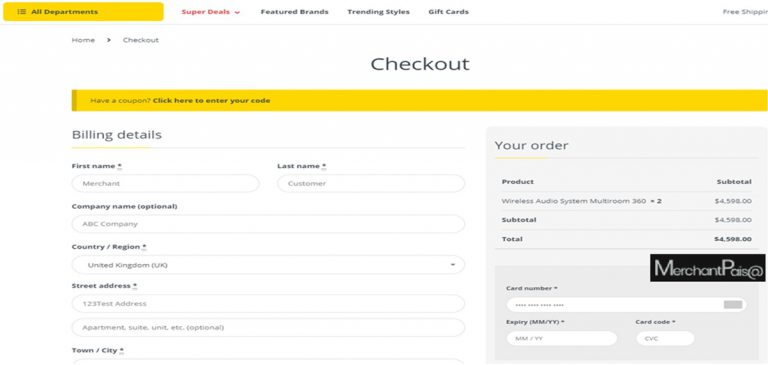 All Departments
Super Deals
Featured Brands
Trending Styles
Gift Cards
Home > Checkout
Checkout
Have a coupon? Click here to enter your code
Billing details
First name *
Last name *
Merchant
Customer
Company name (optional)
ABC Company
Country / Region *
United Kingdom (UK)
Street address *
123Test Address
Apartment, suite, unit, etc. (optional)
Town / City *
Your order
Product Subtotal
Wireless Audio System Multiroom 360 × 2 $4,598.00
Subtotal $4,598.00
Total $4,598.00
MerchantPais@
Card number *
Expiry (MM/YY) *
Card code *
MM / YY
CVC